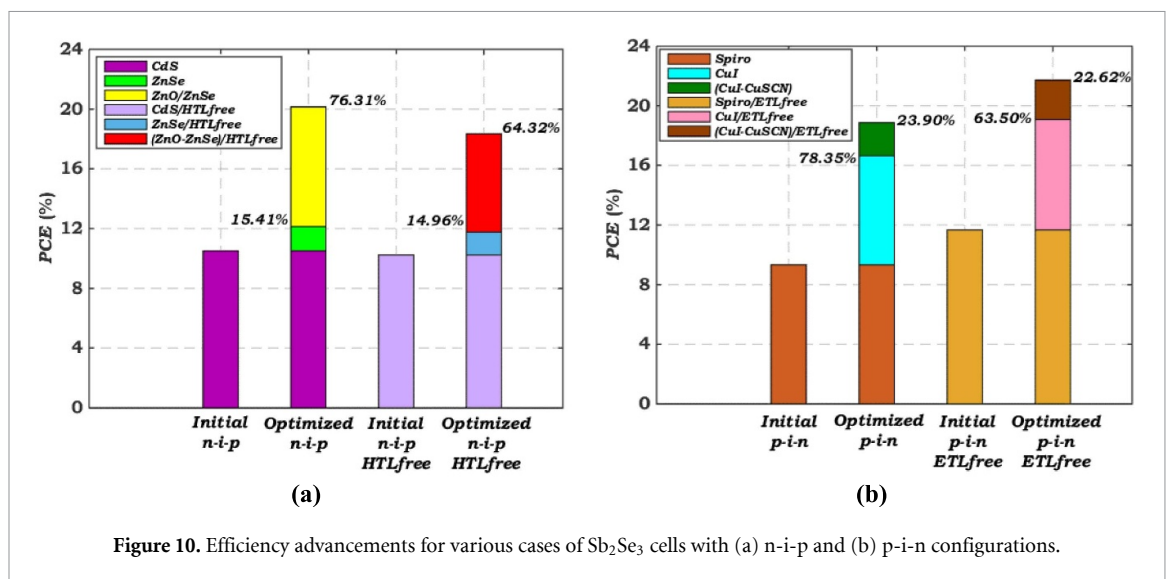 24
20
16
12
8
4
0
PCE (%)
CdS
ZnSe
ZnO/ZnSe
CdS/HTLfree
ZnSe/HTLfree
(ZnO-ZnSe)/HTLfree
76.31%
15.41%
64.32%
14.96%
Initial
n-i-p
Optimized
n-i-p
Initial
n-i-p
HTLfree
Optimized
n-i-p
HTLfree
(a)
24
20
16
12
8
4
0
PCE (%)
Spiro
CuI
(CuI-CuSCN)
Spiro/ETLfree
CuI/ETLfree
(CuI-CuSCN)/ETLfree
23.90%
78.35%
22.62%
63.50%
Initial
p-i-n
Optimized
p-i-n
Initial
p-i-n
ETLfree
Optimized
p-i-n
ETLfree
(b)
Figure 10. Efficiency advancements for various cases of Sb₂Se₃ cells with (a) n-i-p and (b) p-i-n configurations.